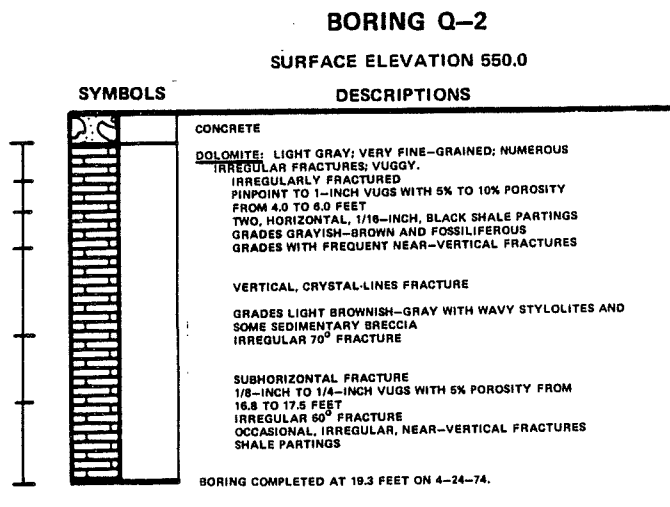 BORING Q-2
SURFACE ELEVATION 550.0
SYMBOLS DESCRIPTIONS
CONCRETE
DOLOMITE: LIGHT GRAY; VERY FINE-GRAINED; NUMEROUS
IRREGULAR FRACTURES; VUGGY.
IRREGULARLY FRACTURED
PINPOINT TO 1-INCH VUGS WITH 5% TO 10% POROSITY
FROM 4.0 TO 6.0 FEET
TWO, HORIZONTAL, 1/16-INCH, BLACK SHALE PARTINGS
GRADES GRAYISH-BROWN AND FOSSILIFEROUS
GRADES WITH FREQUENT NEAR-VERTICAL FRACTURES
VERTICAL, CRYSTAL-LINES FRACTURE
GRADES LIGHT BROWNISH-GRAY WITH WAVY STYLOLITES AND
SOME SEDIMENTARY BRECCIA
IRREGULAR 70° FRACTURE
SUBHORIZONTAL FRACTURE
1/8-INCH TO 1/4-INCH VUGS WITH 5% POROSITY FROM
16.8 TO 17.5 FEET
IRREGULAR 60° FRACTURE
OCCASIONAL, IRREGULAR, NEAR-VERTICAL FRACTURES
SHALE PARTINGS
BORING COMPLETED AT 19.3 FEET ON 4-24-74.